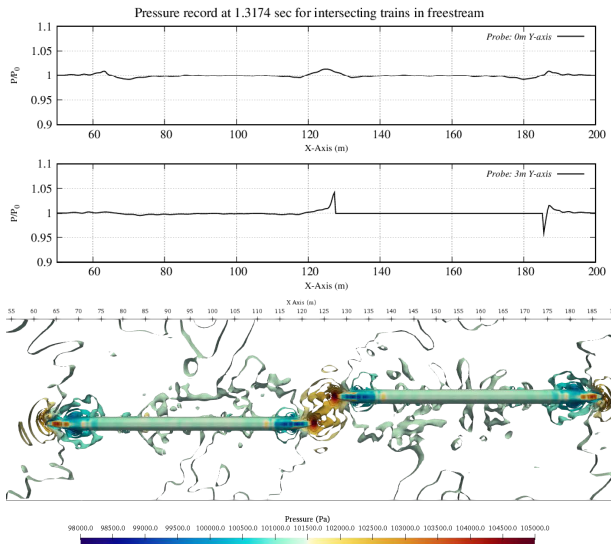 Pressure record at 1.3174 sec for intersecting trains in freestream
1.1
1.05
1
0.95
0.9
P/P0
Probe: 0m Y-axis
60 80 100 120 140 160 180 200
X-Axis (m)
1.1
1.05
1
0.95
0.9
P/P0
Probe: 3m Y-axis
60 80 100 120 140 160 180 200
X-Axis (m)
X Axis (m)
55 60 65 70 75 80 85 90 95 100 105 110 115 120 125 130 135 140 145 150 155 160 165 170 175 180 185
Pressure (Pa)
98000.0 98500.0 99000.0 99500.0 100000.0 100500.0 101000.0 101500.0 102000.0 102500.0 103000.0 103500.0 104000.0 104500.0 105000.0